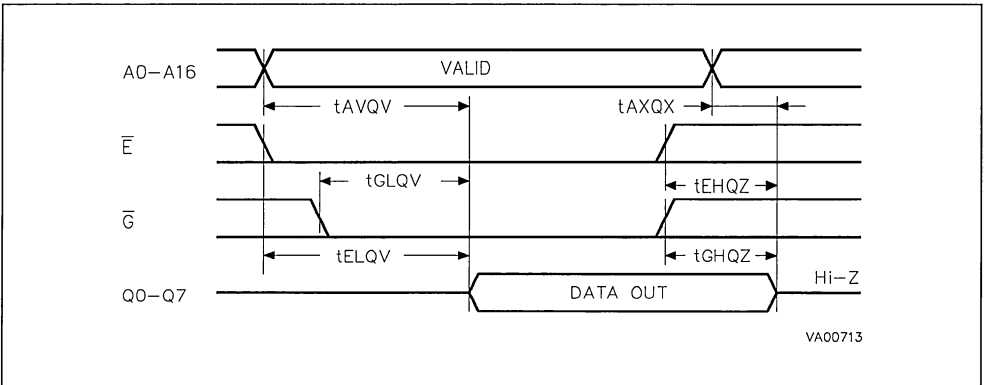 A0-A16
VALID
tAVQV
tAXQX
E
tGLQV
tEHQZ
G
tELQV
tGHQZ
Q0-Q7
DATA OUT
Hi-Z
VA00713